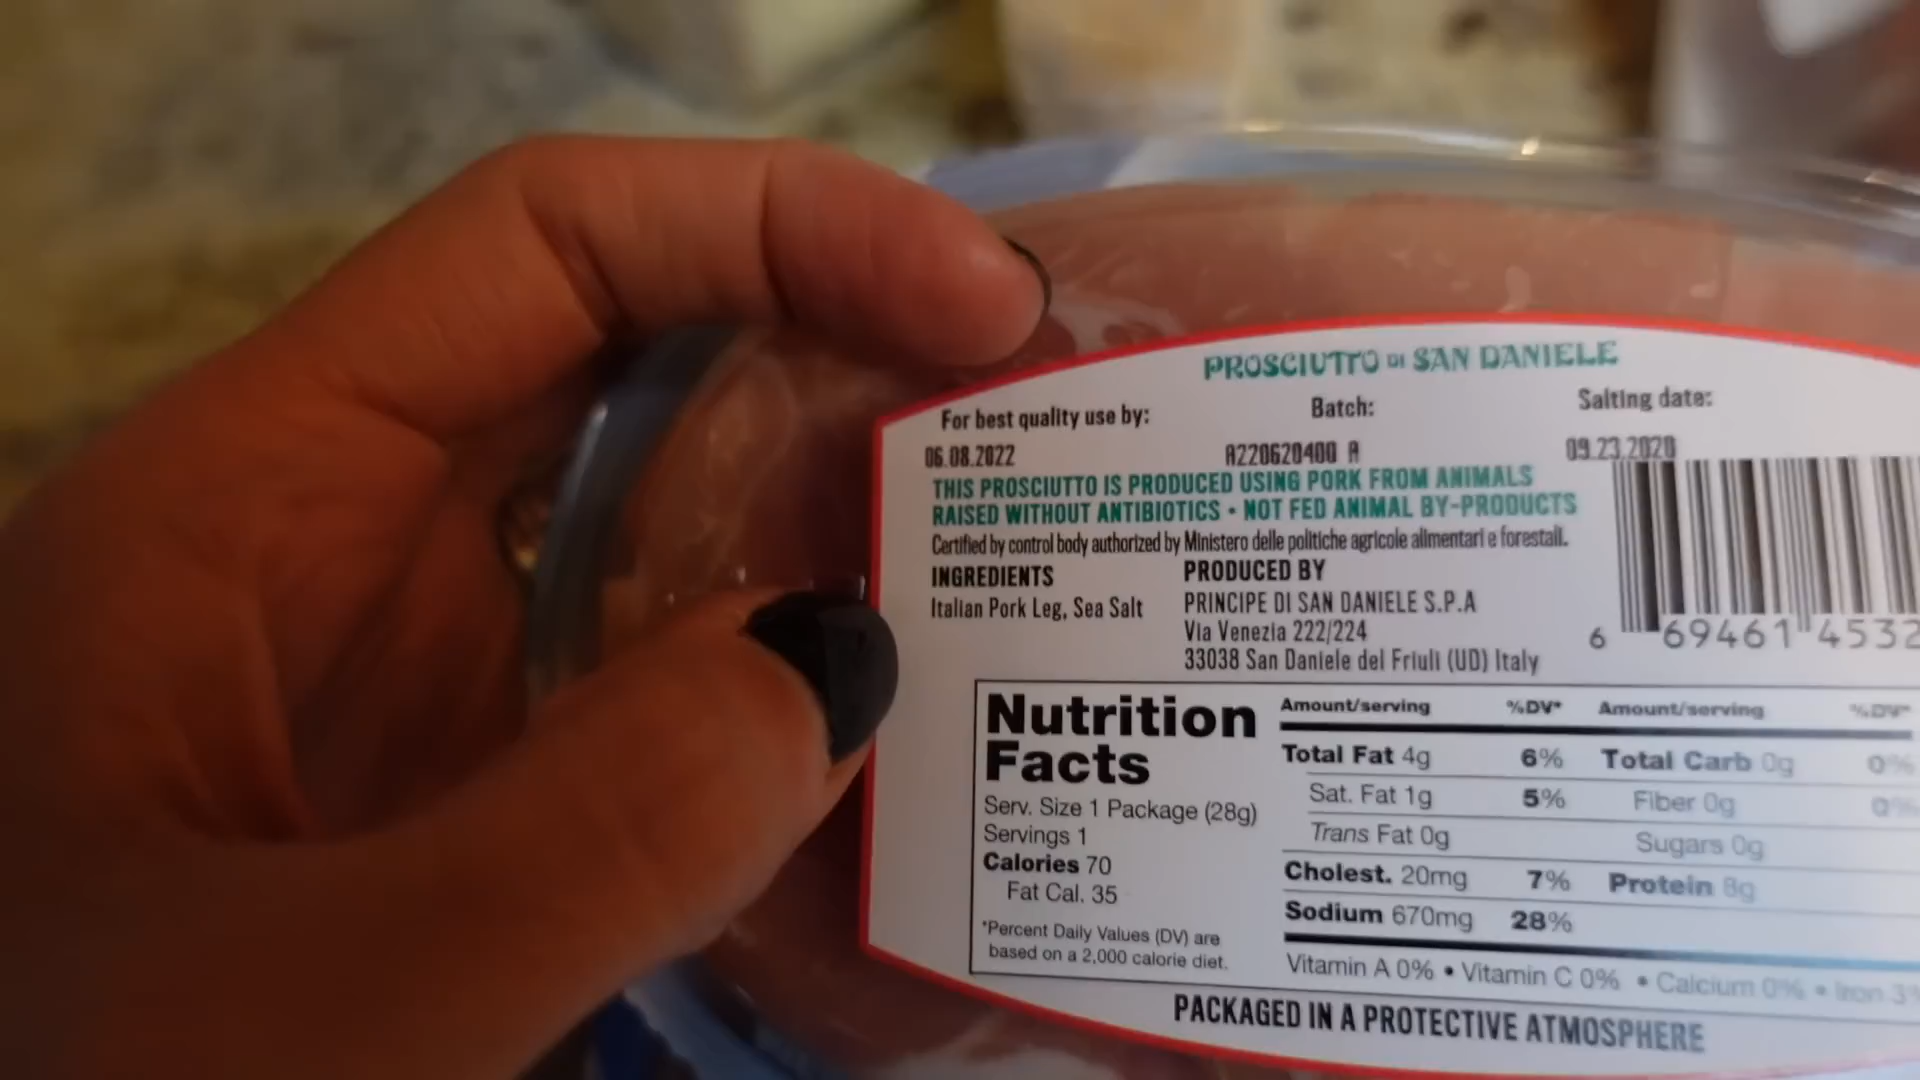 PROSCIUTTO DI SAN DANIELE
For best quality use by: Batch: Salting date:
06.08.2022 A220620400 A 09.23.2020
THIS PROSCIUTTO IS PRODUCED USING PORK FROM ANIMALS
RAISED WITHOUT ANTIBIOTICS • NOT FED ANIMAL BY-PRODUCTS
Certified by control body authorized by Ministero delle politiche agricole alimentari e forestali.
INGREDIENTS
Italian Pork Leg, Sea Salt
PRODUCED BY
PRINCIPE DI SAN DANIELE S.P.A
Via Venezia 222/224
33038 San Daniele del Friuli (UD) Italy
6 69461 4532
Nutrition
Facts
Serv. Size 1 Package (28g)
Servings 1
Calories 70
Fat Cal. 35
*Percent Daily Values (DV) are
based on a 2,000 calorie diet.
Amount/serving %DV* Amount/serving %DV*
Total Fat 4g 6% Total Carb 0g 0%
Sat. Fat 1g 5% Fiber 0g 0%
Trans Fat 0g Sugars 0g
Cholest. 20mg 7% Protein 8g
Sodium 670mg 28%
Vitamin A 0% • Vitamin C 0% • Calcium 0% • Iron 3%
PACKAGED IN A PROTECTIVE ATMOSPHERE